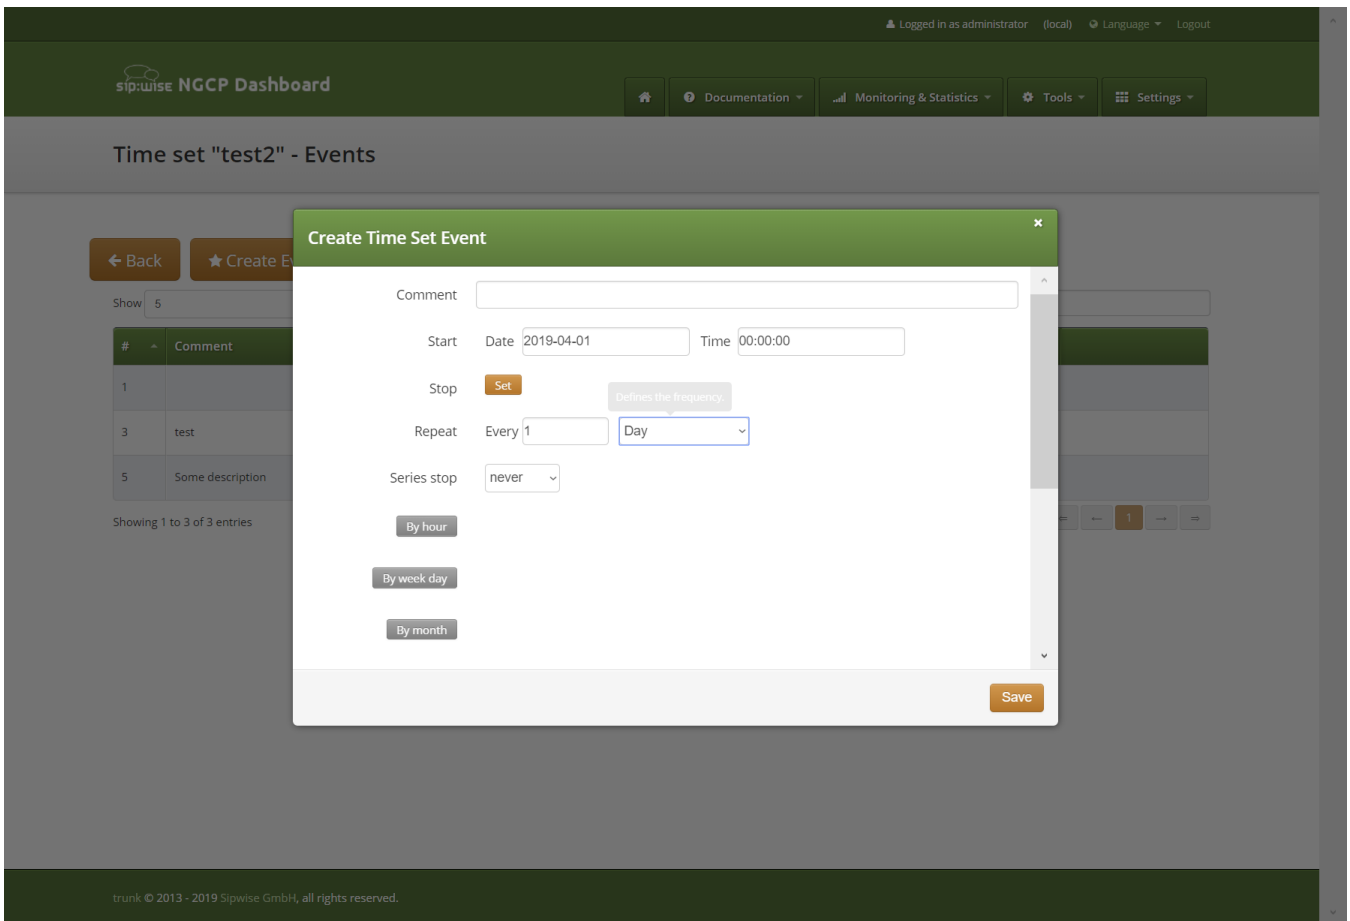 Logged in as administrator (local) Language Logout
sip:wise NGCP Dashboard
Documentation Monitoring & Statistics Tools Settings
Time set "test2" - Events
Create Time Set Event
Back Create Ev
Comment
Show 5
Start Date 2019-04-01 Time 00:00:00
# Comment
Stop Set
Defines the frequency.
1
Repeat Every 1 Day
3 test
Series stop never
5 Some description
Showing 1 to 3 of 3 entries
1
By hour
By week day
By month
Save
trunk © 2013 - 2019 Sipwise GmbH, all rights reserved.